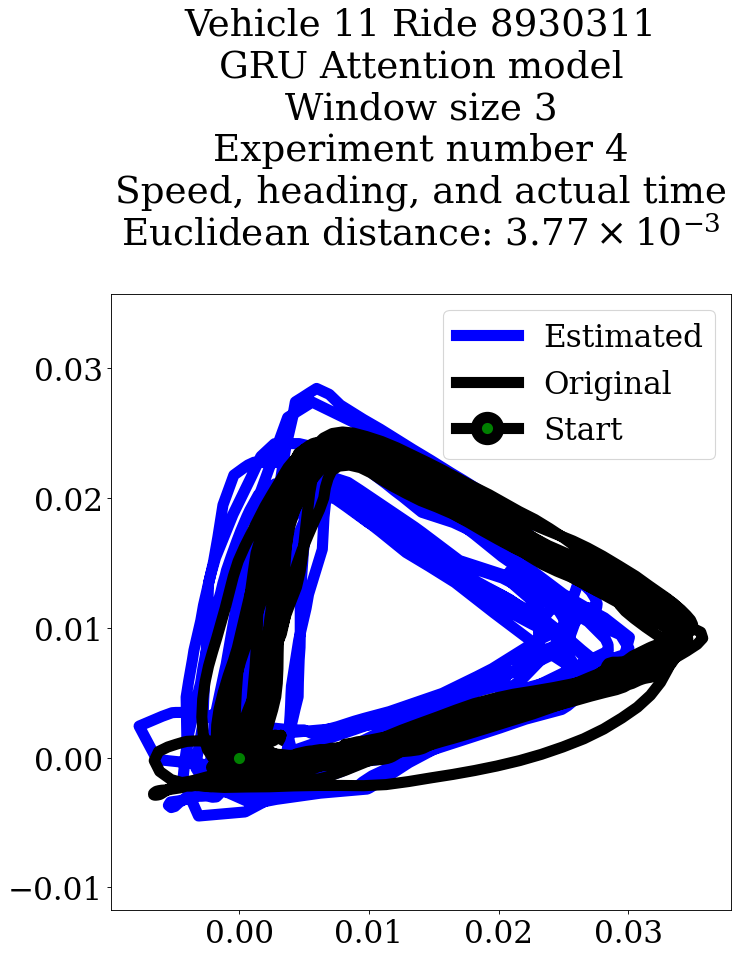 Vehicle 11 Ride 8930311
GRU Attention model
Window size 3
Experiment number 4
Speed, heading, and actual time
Euclidean distance: 3.77 × 10⁻³
Estimated
Original
Start
0.03
0.02
0.01
0.00
−0.01
0.00 0.01 0.02 0.03